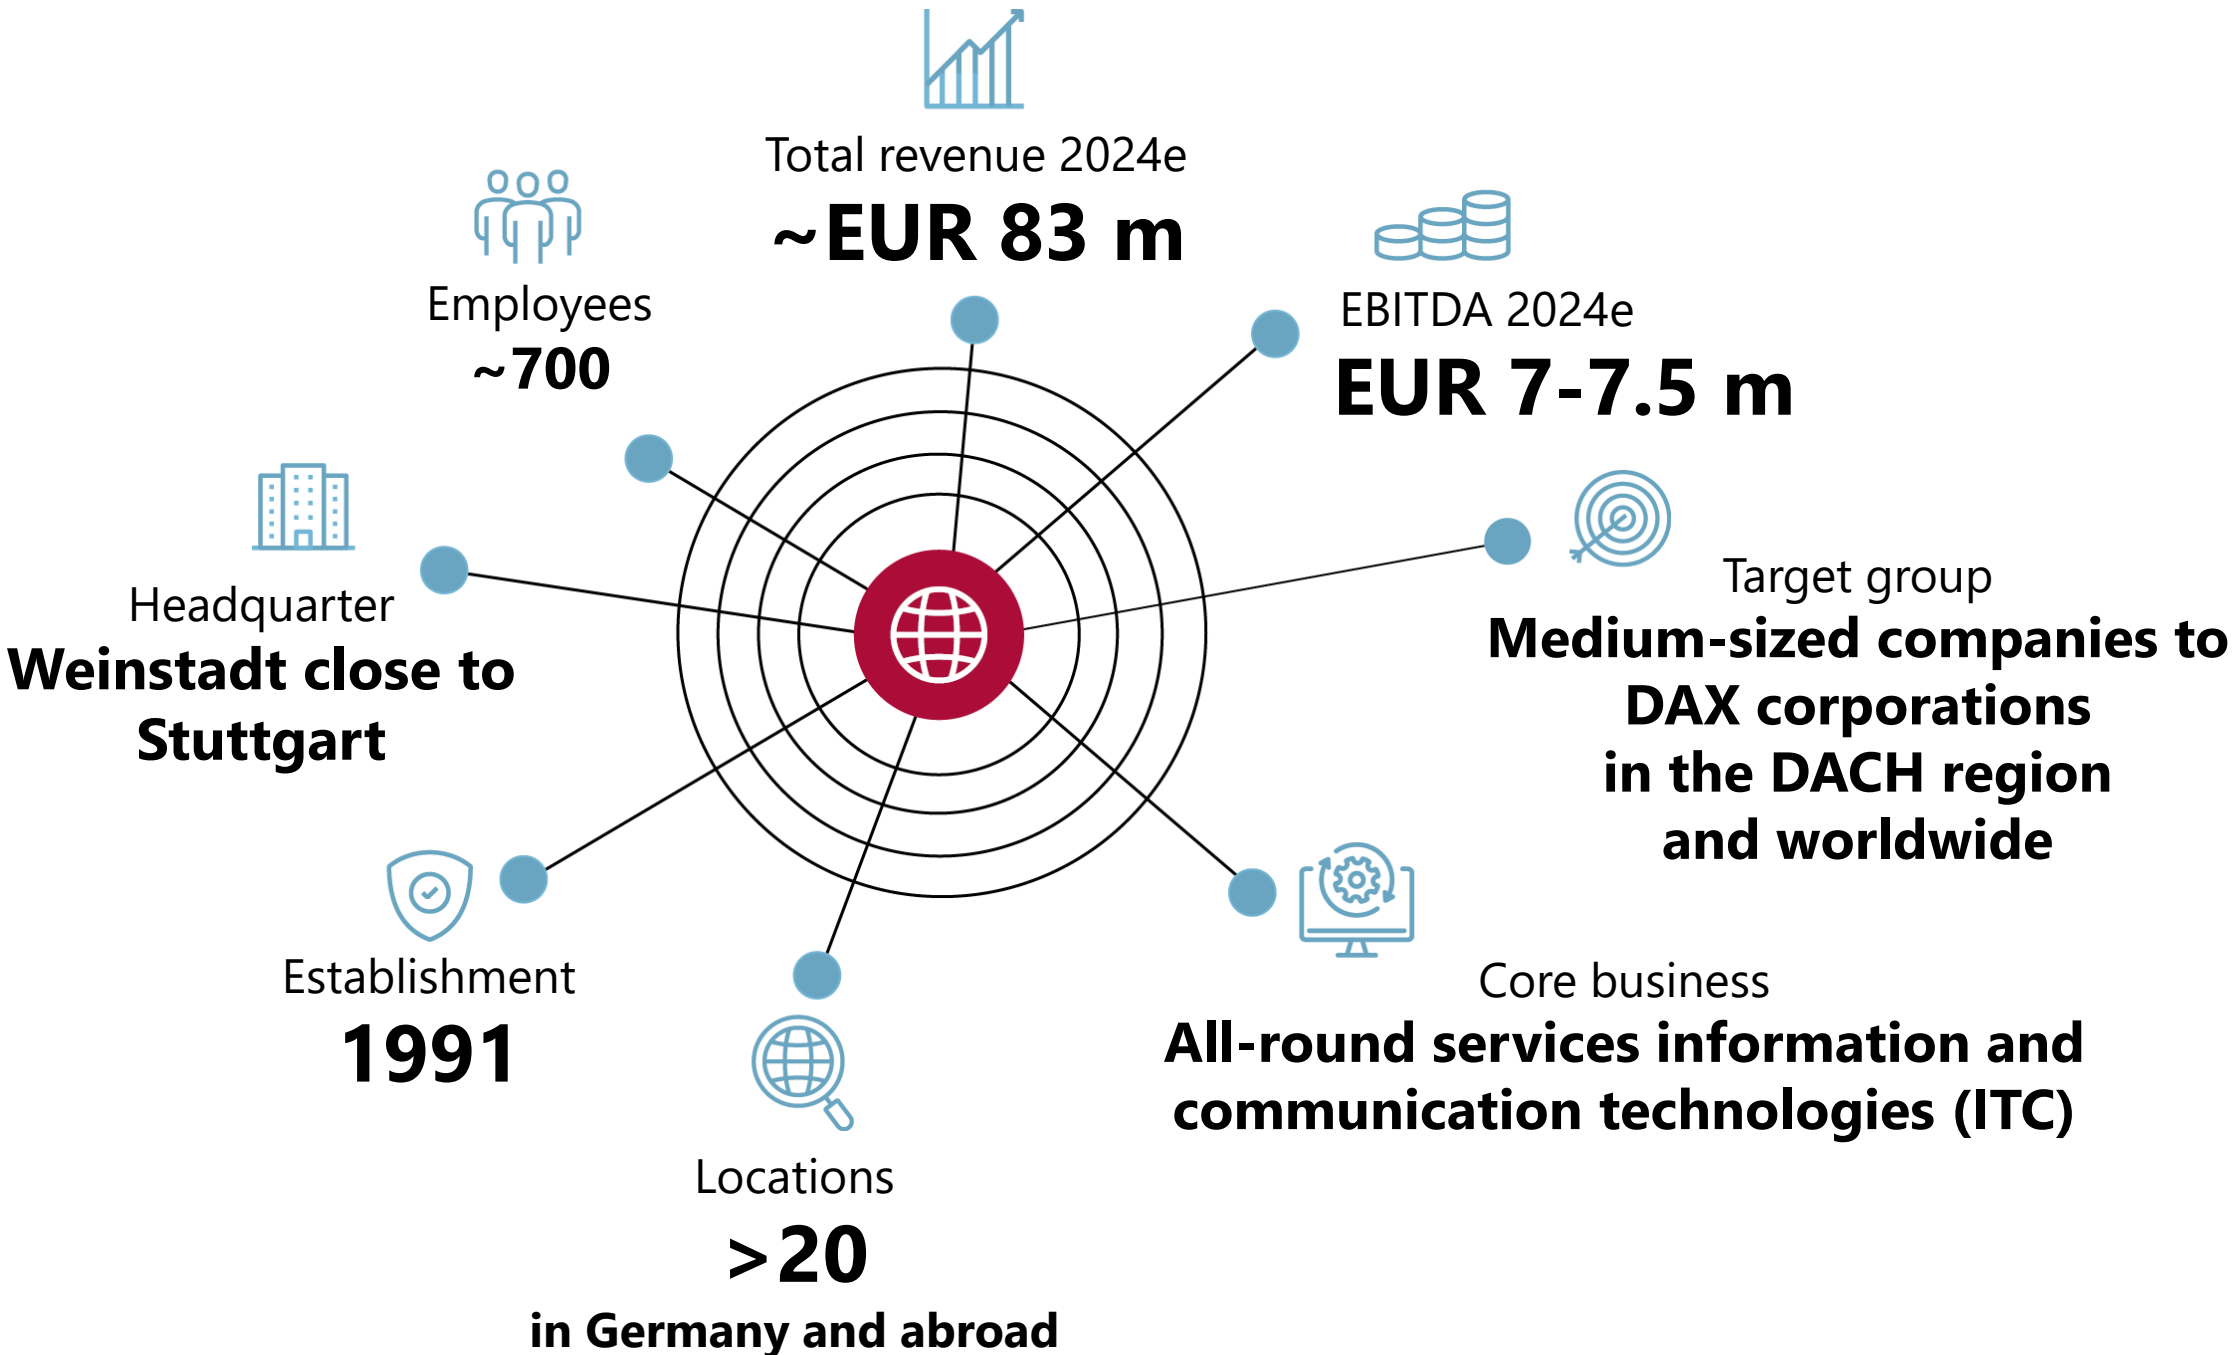 Total revenue 2024e
~EUR 83 m
Employees
~700
EBITDA 2024e
EUR 7-7.5 m
Headquarter
Weinstadt close to
Stuttgart
Target group
Medium-sized companies to
DAX corporations
in the DACH region
and worldwide
Establishment
1991
Core business
All-round services information and
communication technologies (ITC)
Locations
>20
in Germany and abroad